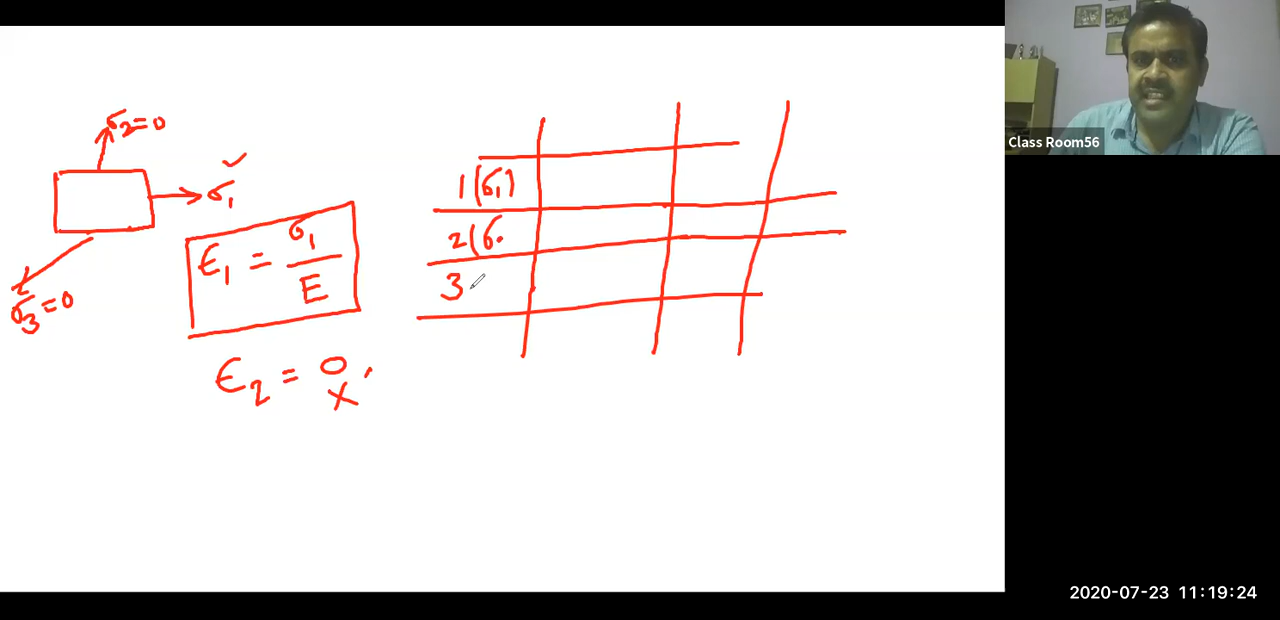 σ2=0
σ1
σ3=0
ϵ1 = σ1/E
ϵ2 = 0
x
1(σ1)
2(σ.
3
Class Room56
2020-07-23 11:19:24